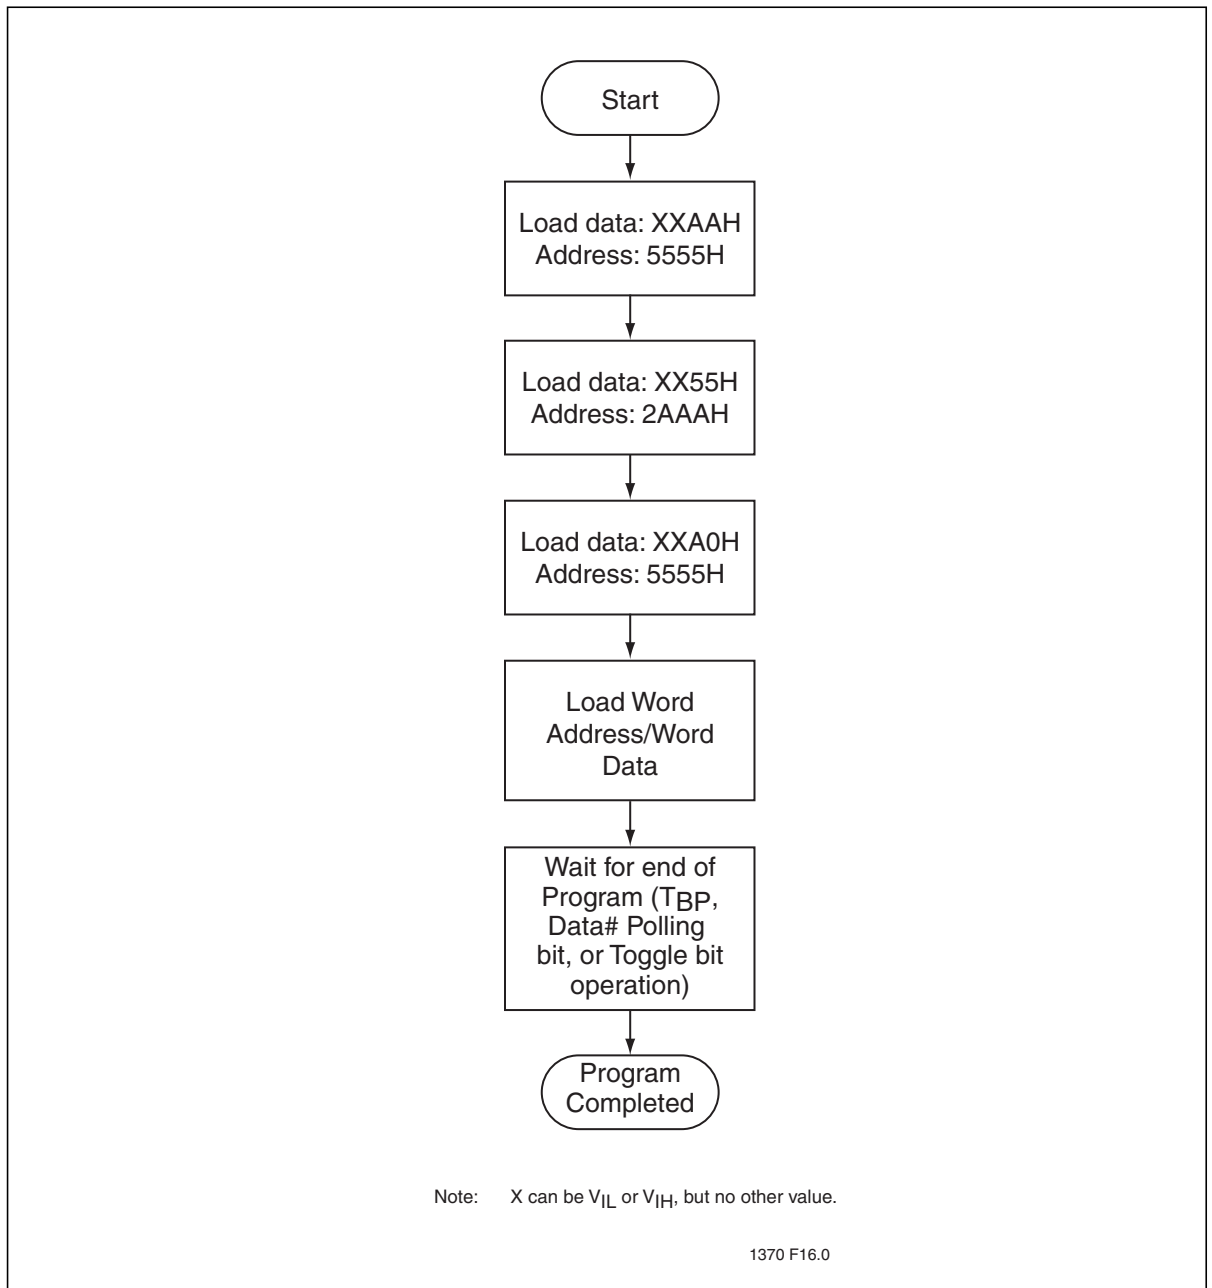 Start
Load data: XXAAH
Address: 5555H
Load data: XX55H
Address: 2AAAH
Load data: XXA0H
Address: 5555H
Load Word
Address/Word
Data
Wait for end of
Program (TBP,
Data# Polling
bit, or Toggle bit
operation)
Program
Completed
Note: X can be VIL or VIH, but no other value.
1370 F16.0